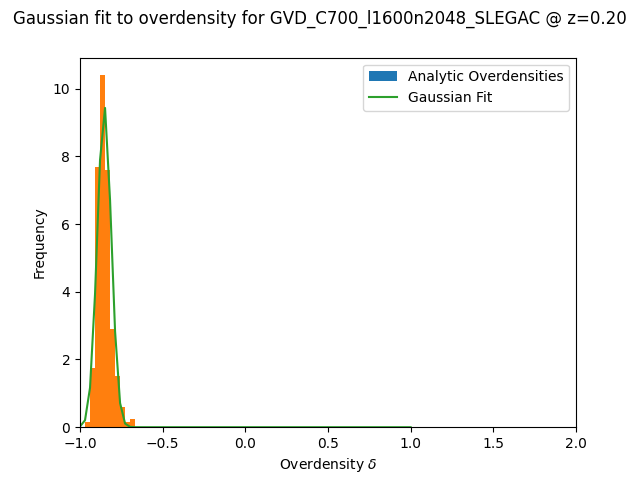 Gaussian fit to overdensity for GVD_C700_l1600n2048_SLEGAC @ z=0.20
Analytic Overdensities
Gaussian Fit
Frequency
10
8
6
4
2
0
−1.0 −0.5 0.0 0.5 1.0 1.5 2.0
Overdensity δ